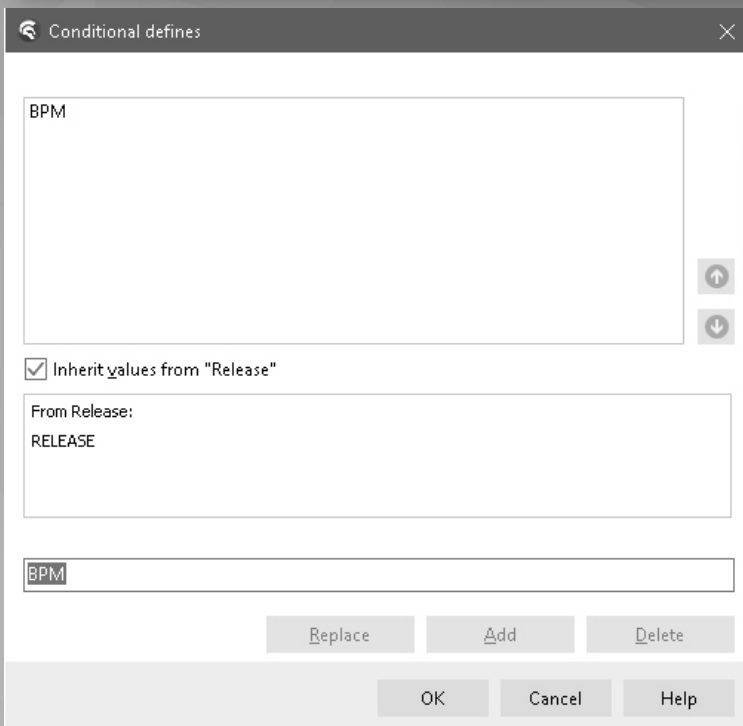 Conditional defines
BPM
Inherit values from "Release"
From Release:
RELEASE
BPM
Replace Add Delete
OK Cancel Help